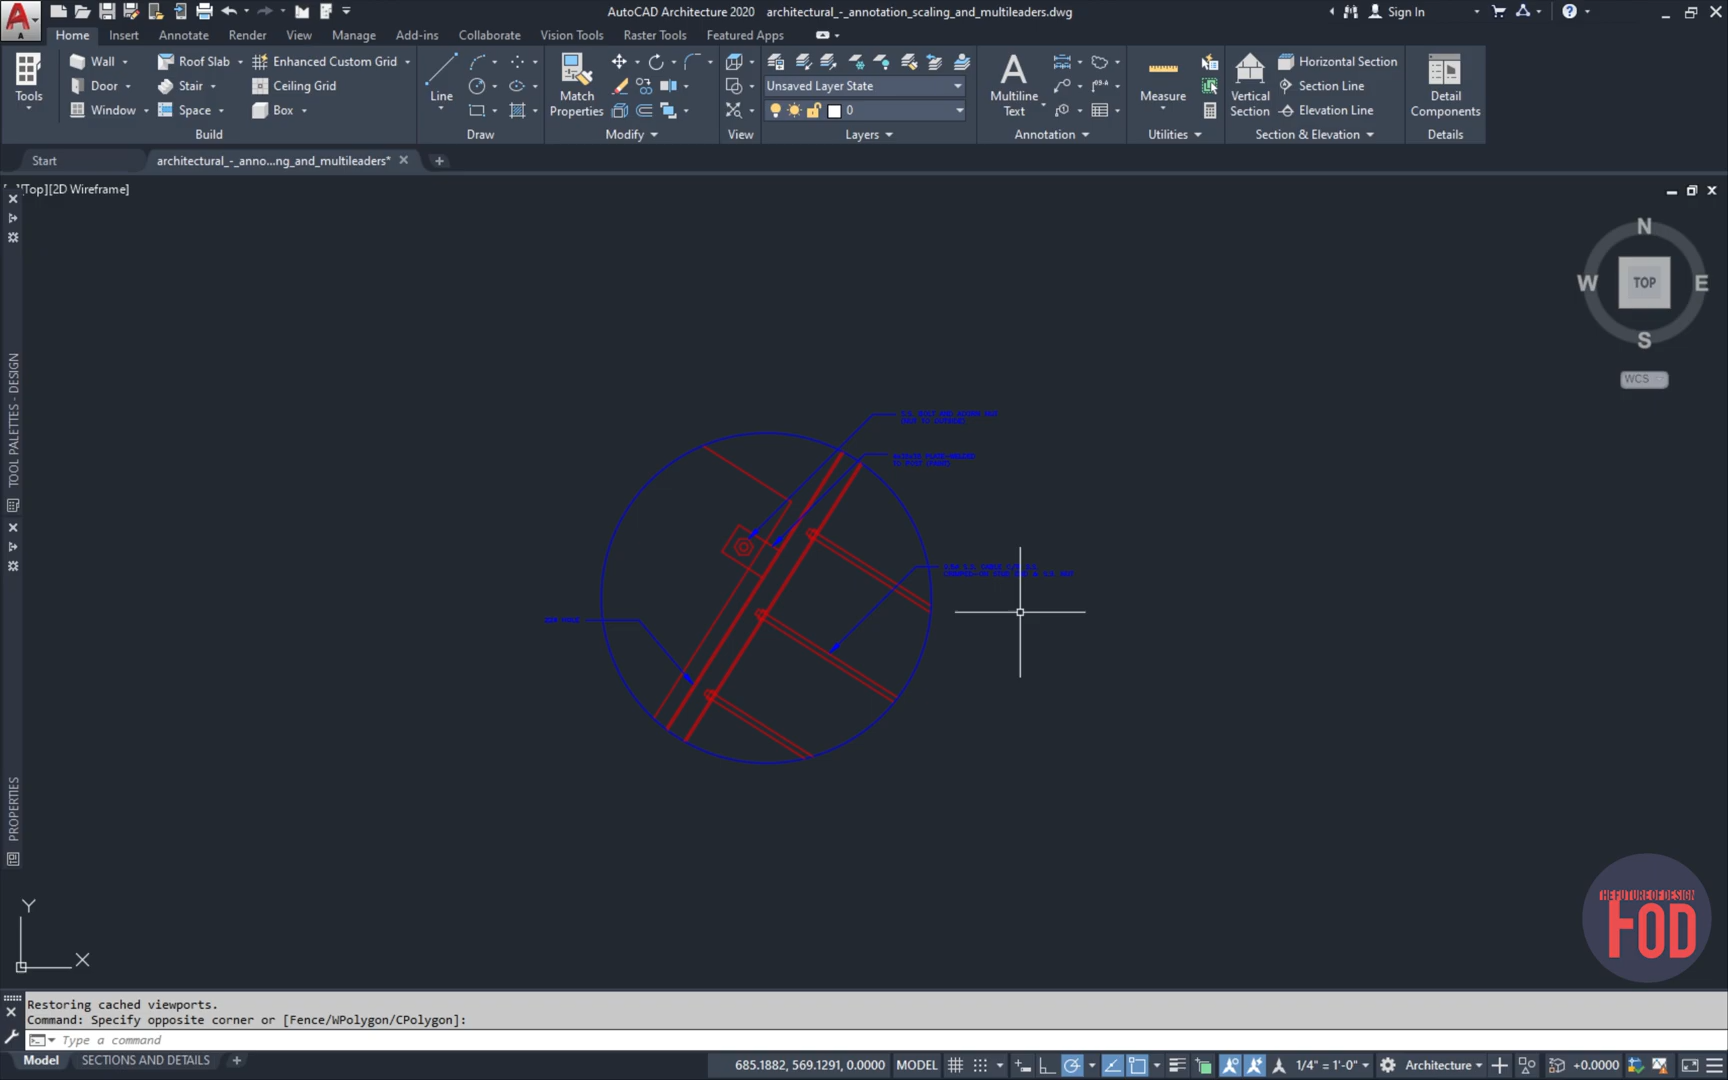 AutoCAD Architecture 2020 architectural_-_annotation_scaling_and_multileaders.dwg
Sign In
Home Insert Annotate Render View Manage Add-ins Collaborate Vision Tools Raster Tools Featured Apps
Tools
Wall
Door
Window
Roof Slab
Stair
Space
Enhanced Custom Grid
Ceiling Grid
Box
Build
Line
Draw
Match
Properties
Modify
View
Unsaved Layer State
0
Layers
Multiline
Text
Annotation
Measure
Utilities
Vertical
Section
Horizontal Section
Section Line
Elevation Line
Section & Elevation
Detail
Components
Details
Start
architectural_-_anno...ng_and_multileaders*
[Top][2D Wireframe]
TOOL PALETTES - DESIGN
PROPERTIES
N
W
TOP
E
S
WCS
THE FUTURE OF DESIGN
FOD
Y
X
Restoring cached viewports.
Command: Specify opposite corner or [Fence/WPolygon/CPolygon]:
Type a command
Model SECTIONS AND DETAILS
685.1882, 569.1291, 0.0000 MODEL
1/4" = 1'-0"
Architecture
+0.0000